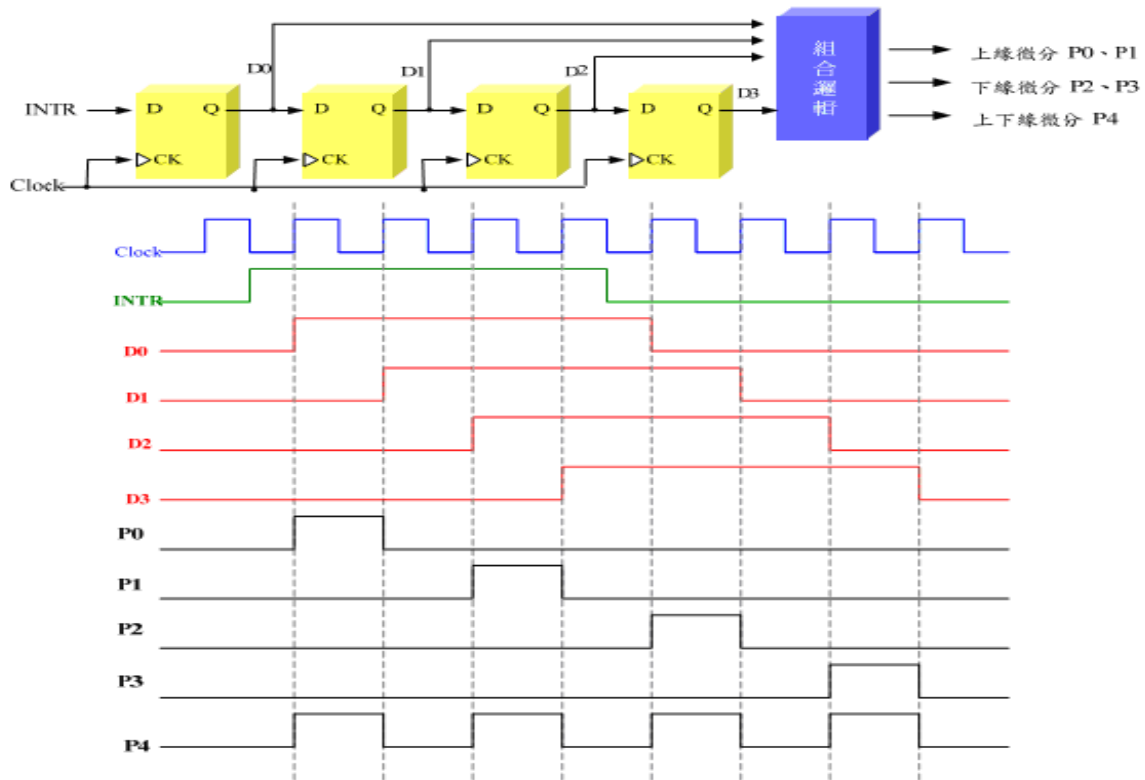 D0
D1
D2
D3
INTR
D Q
D Q
D Q
D Q
CK
CK
CK
CK
Clock
組合邏輯
上緣微分 P0、P1
下緣微分 P2、P3
上下緣微分 P4
Clock
INTR
D0
D1
D2
D3
P0
P1
P2
P3
P4